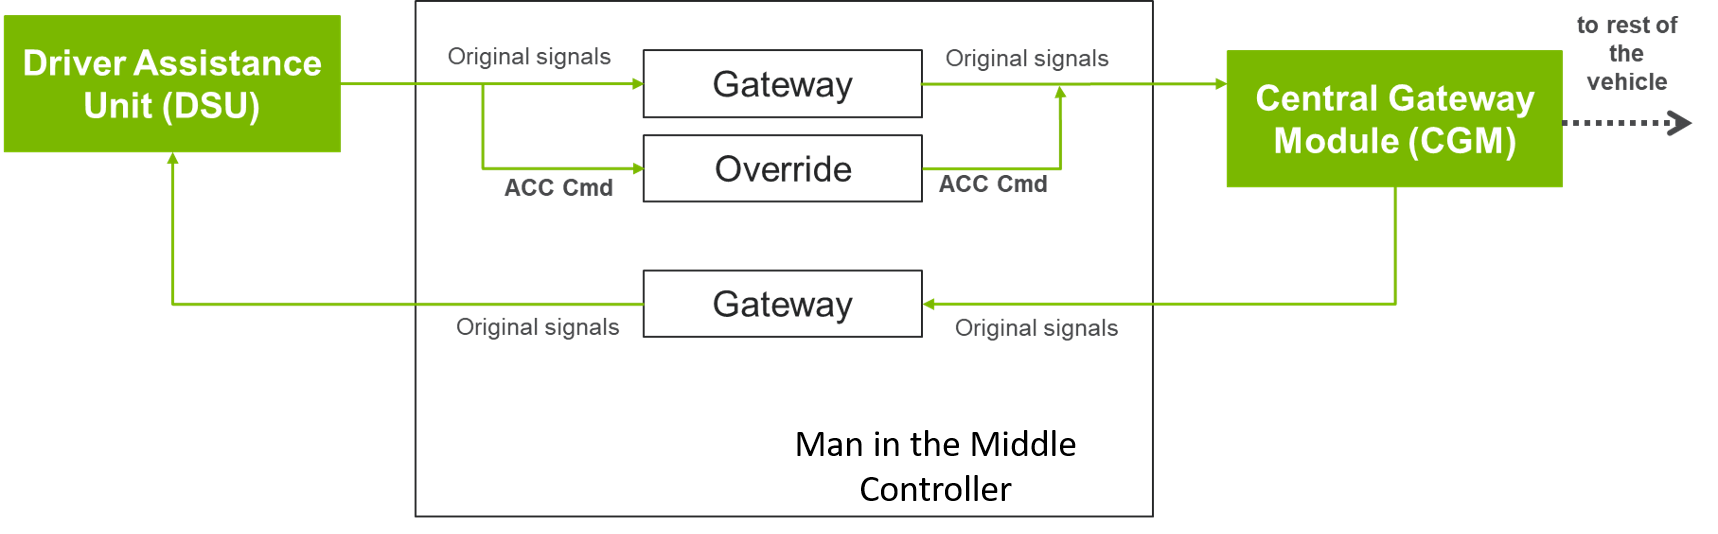 Driver Assistance
Unit (DSU)
Original signals
Gateway
Original signals
Override
ACC Cmd
ACC Cmd
Central Gateway
Module (CGM)
to rest of
the
vehicle
Gateway
Original signals
Original signals
Man in the Middle
Controller